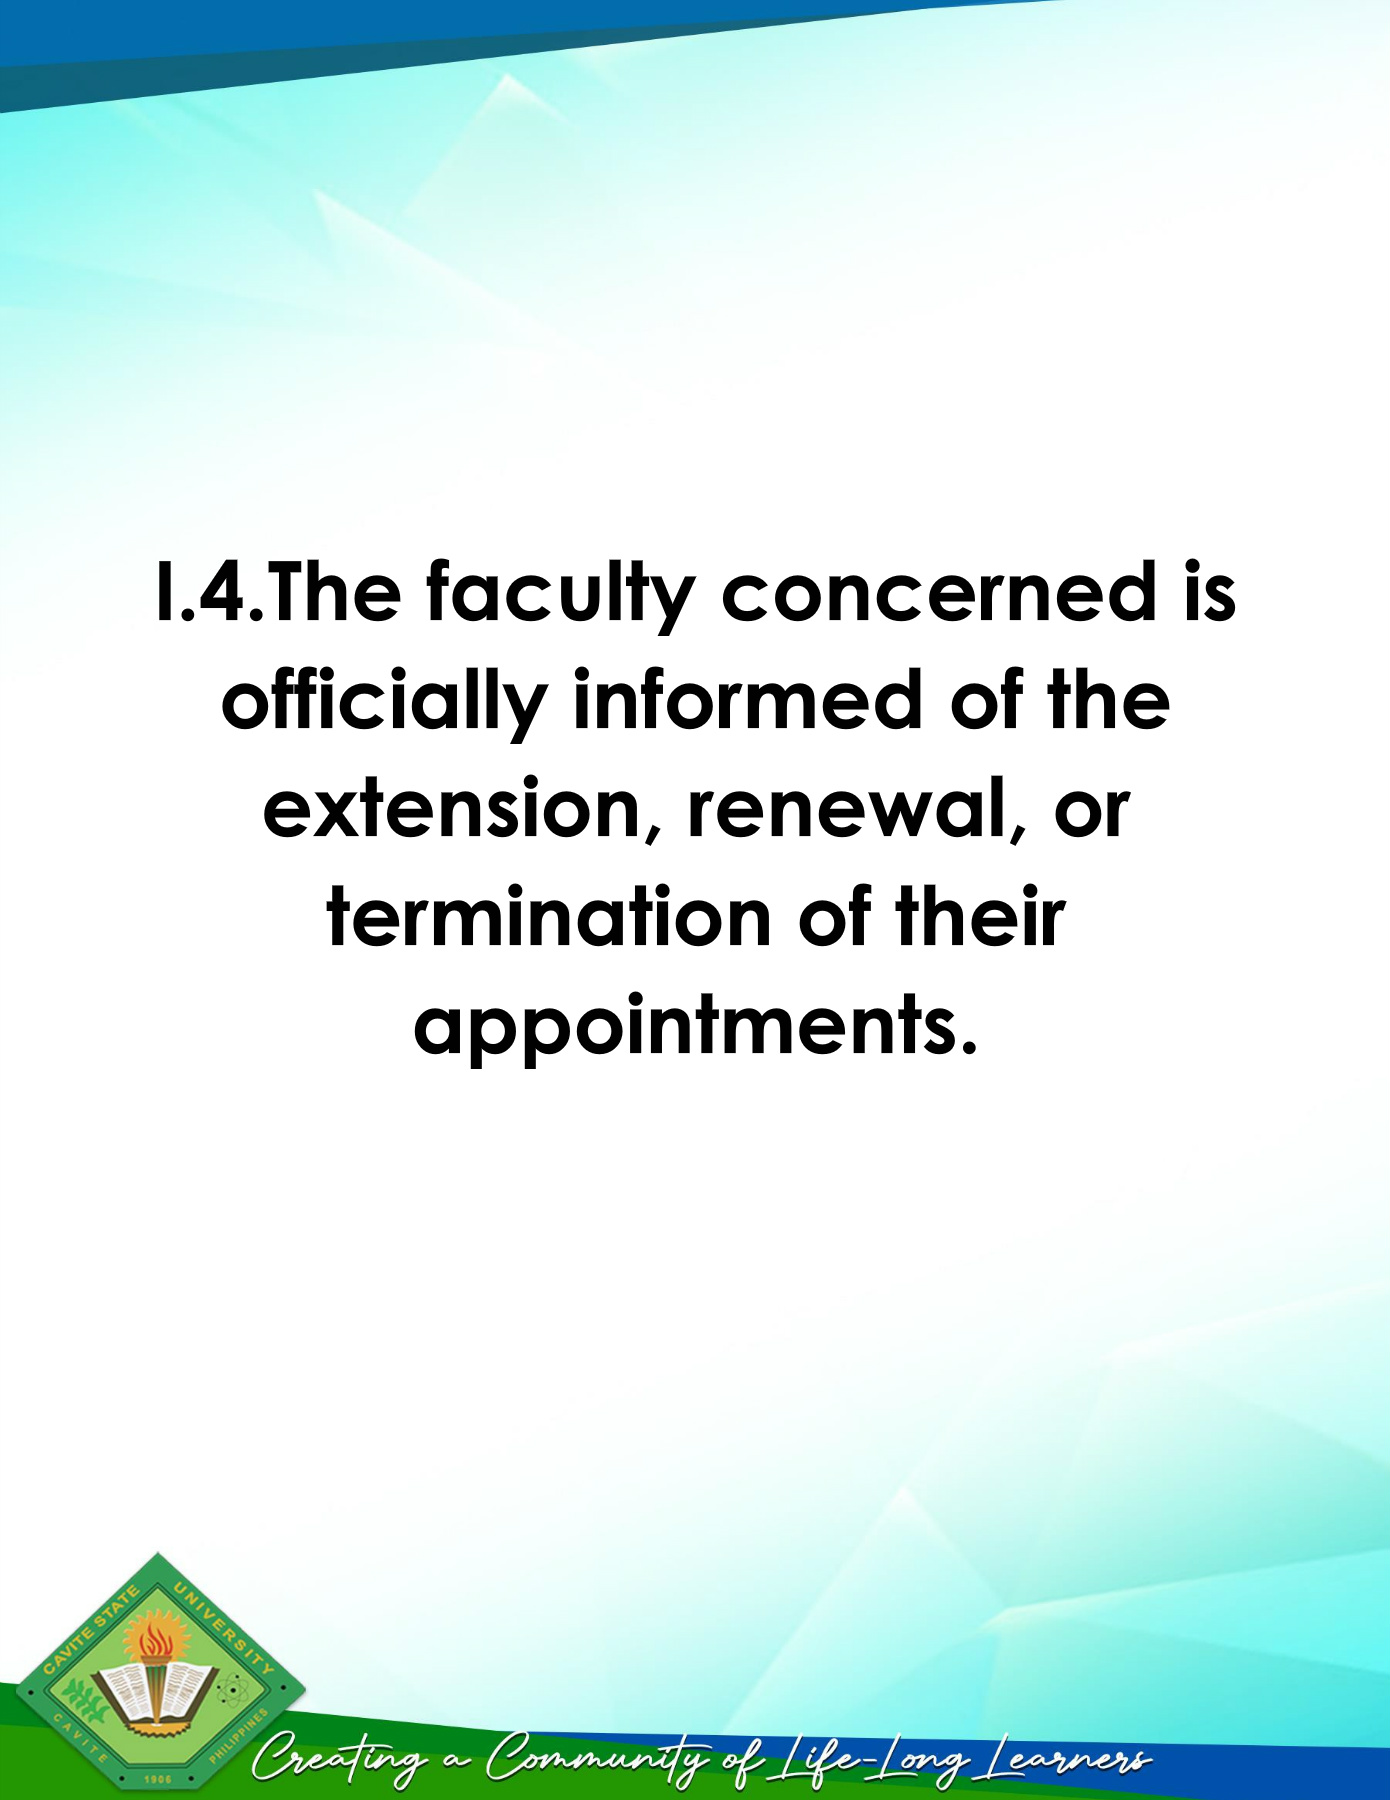 I.4.The faculty concerned is
officially informed of the
extension, renewal, or
termination of their
appointments.
CAVITE STATE UNIVERSITY
CAVITE PHILIPPINES
1906
Creating a Community of Life-Long Learners